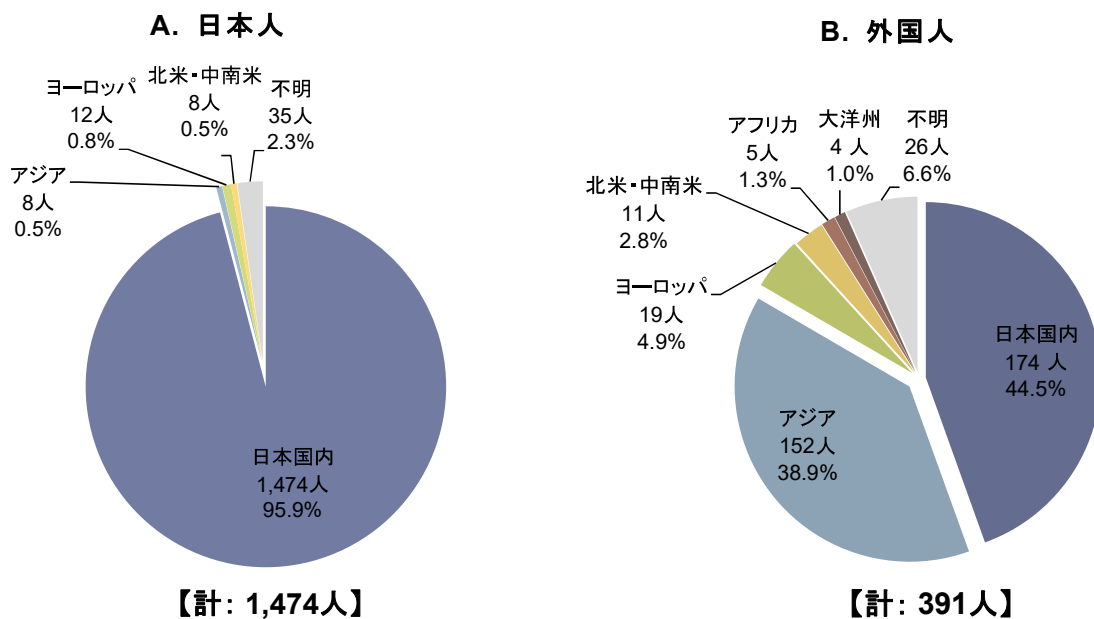 A. 日本人
ヨーロッパ
12人
0.8%
北米・中南米
8人
0.5%
不明
35人
2.3%
アジア
8人
0.5%
日本国内
1,474人
95.9%
【計: 1,474人】
B. 外国人
アフリカ
5人
1.3%
大洋州
4 人
1.0%
不明
26人
6.6%
北米・中南米
11人
2.8%
ヨーロッパ
19人
4.9%
日本国内
174 人
44.5%
アジア
152人
38.9%
【計: 391人】